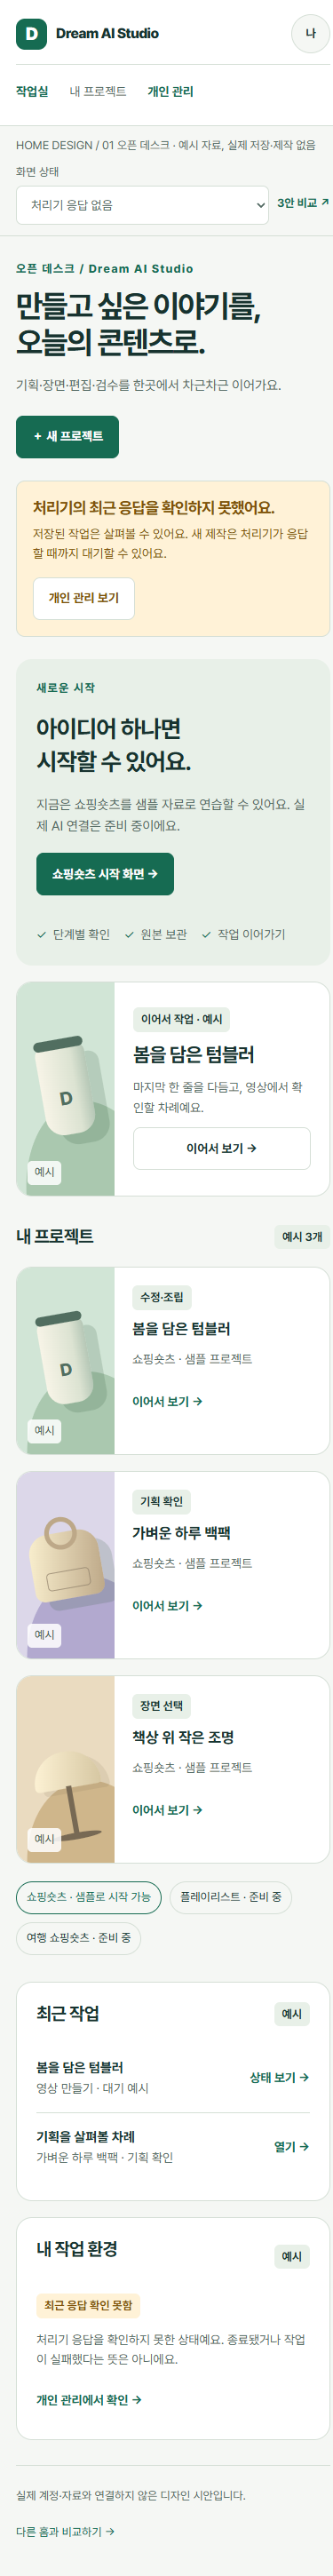 D Dream AI Studio 나
작업실 내 프로젝트 개인 관리
HOME DESIGN / 01 오픈 데스크 · 예시 자료, 실제 저장·제작 없음
화면 상태
처리기 응답 없음 3안 비교 ↗
오픈 데스크 / Dream AI Studio
만들고 싶은 이야기를,
오늘의 콘텐츠로.
기획·장면·편집·검수를 한곳에서 차근차근 이어가요.
+ 새 프로젝트
처리기의 최근 응답을 확인하지 못했어요.
저장된 작업은 살펴볼 수 있어요. 새 제작은 처리기가 응답
할 때까지 대기할 수 있어요.
개인 관리 보기
새로운 시작
아이디어 하나면
시작할 수 있어요.
지금은 쇼핑숏츠를 샘플 자료로 연습할 수 있어요. 실
제 AI 연결은 준비 중이에요.
쇼핑숏츠 시작 화면 →
✓ 단계별 확인 ✓ 원본 보관 ✓ 작업 이어가기
D
예시
이어서 작업 · 예시
봄을 담은 텀블러
마지막 한 줄을 다듬고, 영상에서 확
인할 차례예요.
이어서 보기 →
내 프로젝트 예시 3개
D
예시
수정·조립
봄을 담은 텀블러
쇼핑숏츠 · 샘플 프로젝트
이어서 보기 →
예시
기획 확인
가벼운 하루 백팩
쇼핑숏츠 · 샘플 프로젝트
이어서 보기 →
예시
장면 선택
책상 위 작은 조명
쇼핑숏츠 · 샘플 프로젝트
이어서 보기 →
쇼핑숏츠 · 샘플로 시작 가능 플레이리스트 · 준비 중
여행 쇼핑숏츠 · 준비 중
최근 작업 예시
봄을 담은 텀블러
영상 만들기 · 대기 예시
상태 보기 →
기획을 살펴볼 차례
가벼운 하루 백팩 · 기획 확인
열기 →
내 작업 환경 예시
최근 응답 확인 못함
처리기 응답을 확인하지 못한 상태예요. 종료됐거나 작업
이 실패했다는 뜻은 아니에요.
개인 관리에서 확인 →
실제 계정·자료와 연결하지 않은 디자인 시안입니다.
다른 홈과 비교하기 →